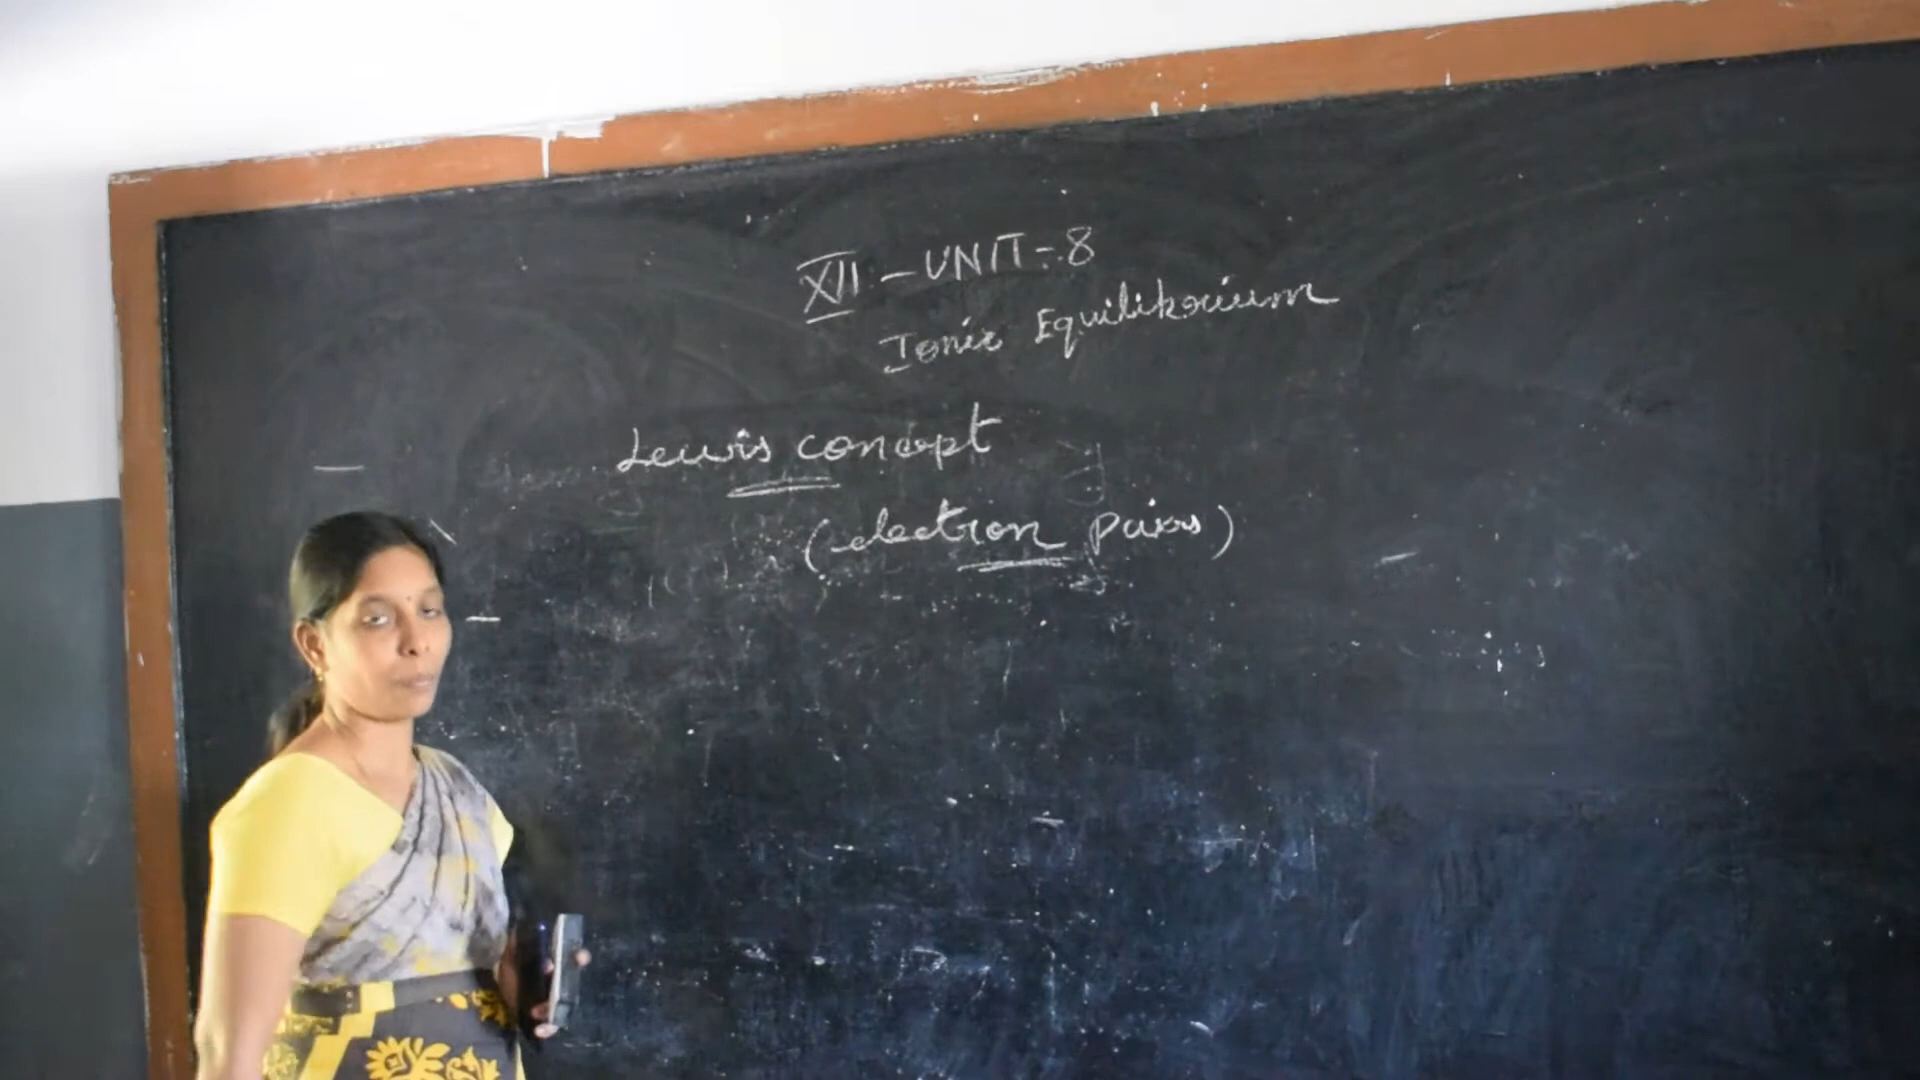 XII - UNIT - 8
Ionic Equilibrium
Lewis concept
(electron pairs)